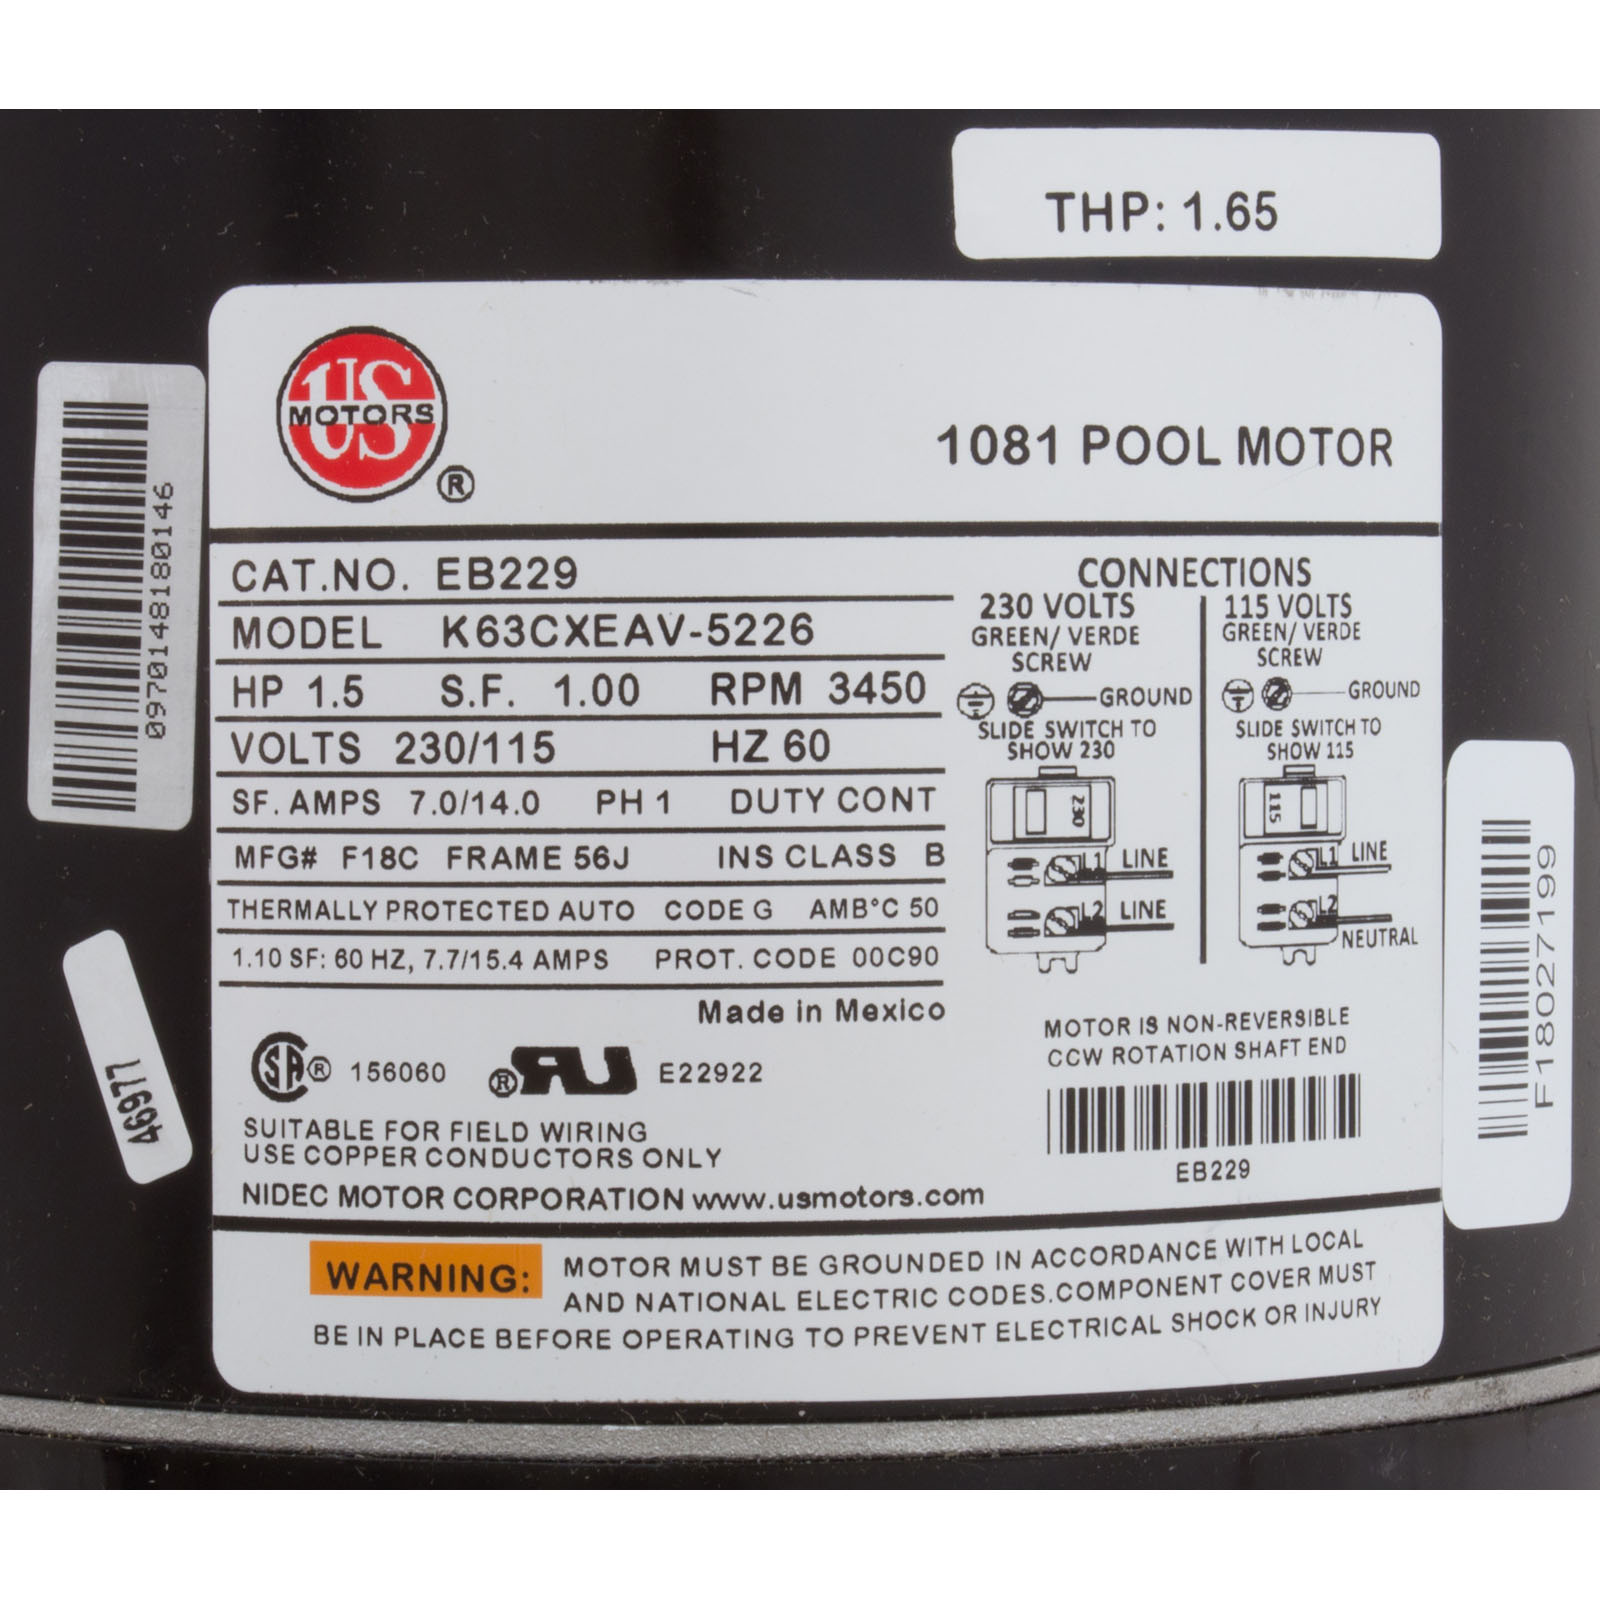 THP: 1.65
US
MOTORS
®
1081 POOL MOTOR
CAT.NO. EB229
MODEL K63CXEAV-5226
HP 1.5 S.F. 1.00 RPM 3450
VOLTS 230/115 HZ 60
SF. AMPS 7.0/14.0 PH 1 DUTY CONT
MFG# F18C FRAME 56J INS CLASS B
THERMALLY PROTECTED AUTO CODE G AMB°C 50
1.10 SF: 60 HZ, 7.7/15.4 AMPS PROT. CODE 00C90
Made in Mexico
SA ® 156060 ® RU E22922
SUITABLE FOR FIELD WIRING
USE COPPER CONDUCTORS ONLY
NIDEC MOTOR CORPORATION www.usmotors.com
CONNECTIONS
230 VOLTS
GREEN/ VERDE
SCREW
GROUND
SLIDE SWITCH TO
SHOW 230
230
L1 LINE
L2 LINE
115 VOLTS
GREEN/ VERDE
SCREW
GROUND
SLIDE SWITCH TO
SHOW 115
115
L1 LINE
L2
NEUTRAL
MOTOR IS NON-REVERSIBLE
CCW ROTATION SHAFT END
EB229
WARNING: MOTOR MUST BE GROUNDED IN ACCORDANCE WITH LOCAL
AND NATIONAL ELECTRIC CODES.COMPONENT COVER MUST
BE IN PLACE BEFORE OPERATING TO PREVENT ELECTRICAL SHOCK OR INJURY
09701481180146
46977
F18027199